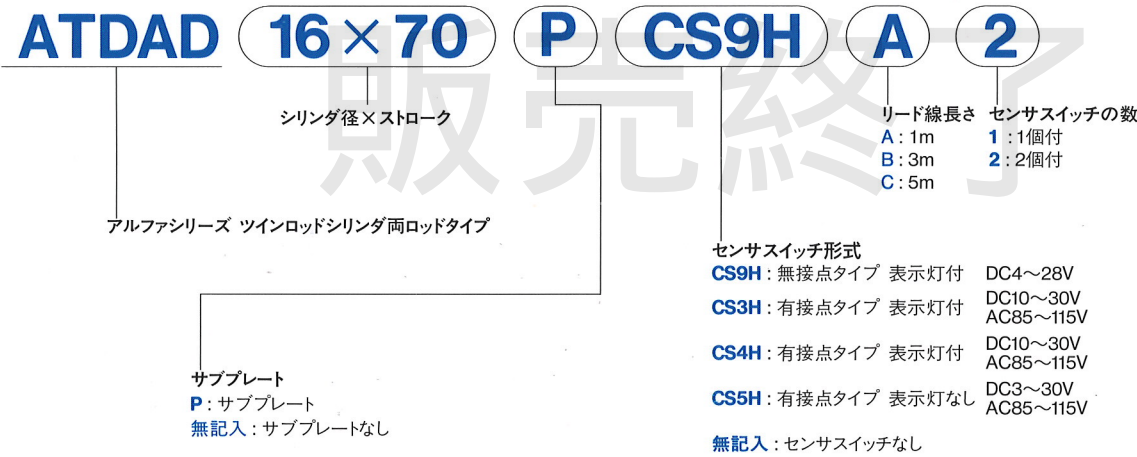 ATDAD 16×70 P CS9H A 2
販売終了
シリンダ径×ストローク
リード線長さ
A : 1m
B : 3m
C : 5m
センサスイッチの数
1 : 1個付
2 : 2個付
アルファシリーズ ツインロッドシリンダ両ロッドタイプ
センサスイッチ形式
CS9H : 無接点タイプ 表示灯付 DC4～28V
CS3H : 有接点タイプ 表示灯付 DC10～30V
AC85～115V
CS4H : 有接点タイプ 表示灯付 DC10～30V
AC85～115V
CS5H : 有接点タイプ 表示灯なし DC3～30V
AC85～115V
無記入 : センサスイッチなし
サブプレート
P : サブプレート
無記入 : サブプレートなし